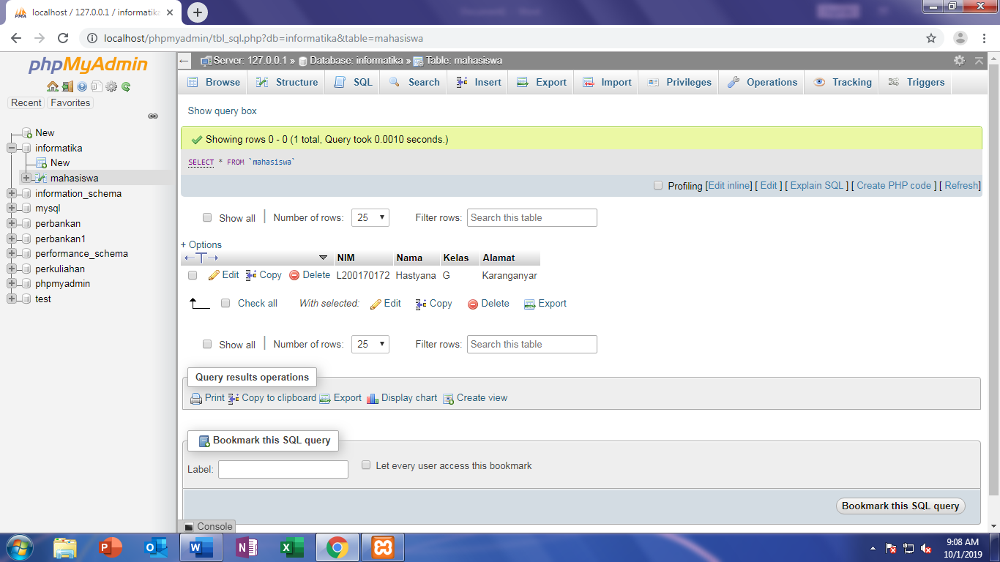 localhost / 127.0.0.1 / informatika
localhost/phpmyadmin/tbl_sql.php?db=informatika&table=mahasiswa
phpMyAdmin
Recent Favorites
New
informatika
New
mahasiswa
information_schema
mysql
perbankan
perbankan1
performance_schema
perkuliahan
phpmyadmin
test
Server: 127.0.0.1 » Database: informatika » Table: mahasiswa
Browse Structure SQL Search Insert Export Import Privileges Operations Tracking Triggers
Show query box
Showing rows 0 - 0 (1 total, Query took 0.0010 seconds.)
SELECT * FROM `mahasiswa`
Profiling [Edit inline] [ Edit ] [ Explain SQL ] [ Create PHP code ] [ Refresh]
Show all | Number of rows: 25 Filter rows: Search this table
+ Options
←T→ NIM Nama Kelas Alamat
Edit Copy Delete L200170172 Hastyana G Karanganyar
Check all With selected: Edit Copy Delete Export
Show all | Number of rows: 25 Filter rows: Search this table
Query results operations
Print Copy to clipboard Export Display chart Create view
Bookmark this SQL query
Label: Let every user access this bookmark
Bookmark this SQL query
Console
9:08 AM
10/1/2019